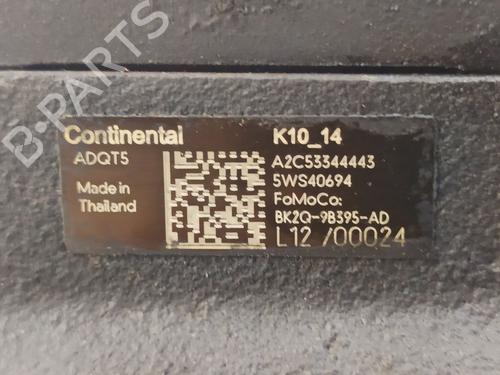 Continental
ADQT5
Made in
Thailand
K10_14
A2C53344443
5WS40694
FoMoCo:
BK2Q-9B395-AD
L12 /00024
B-PARTS